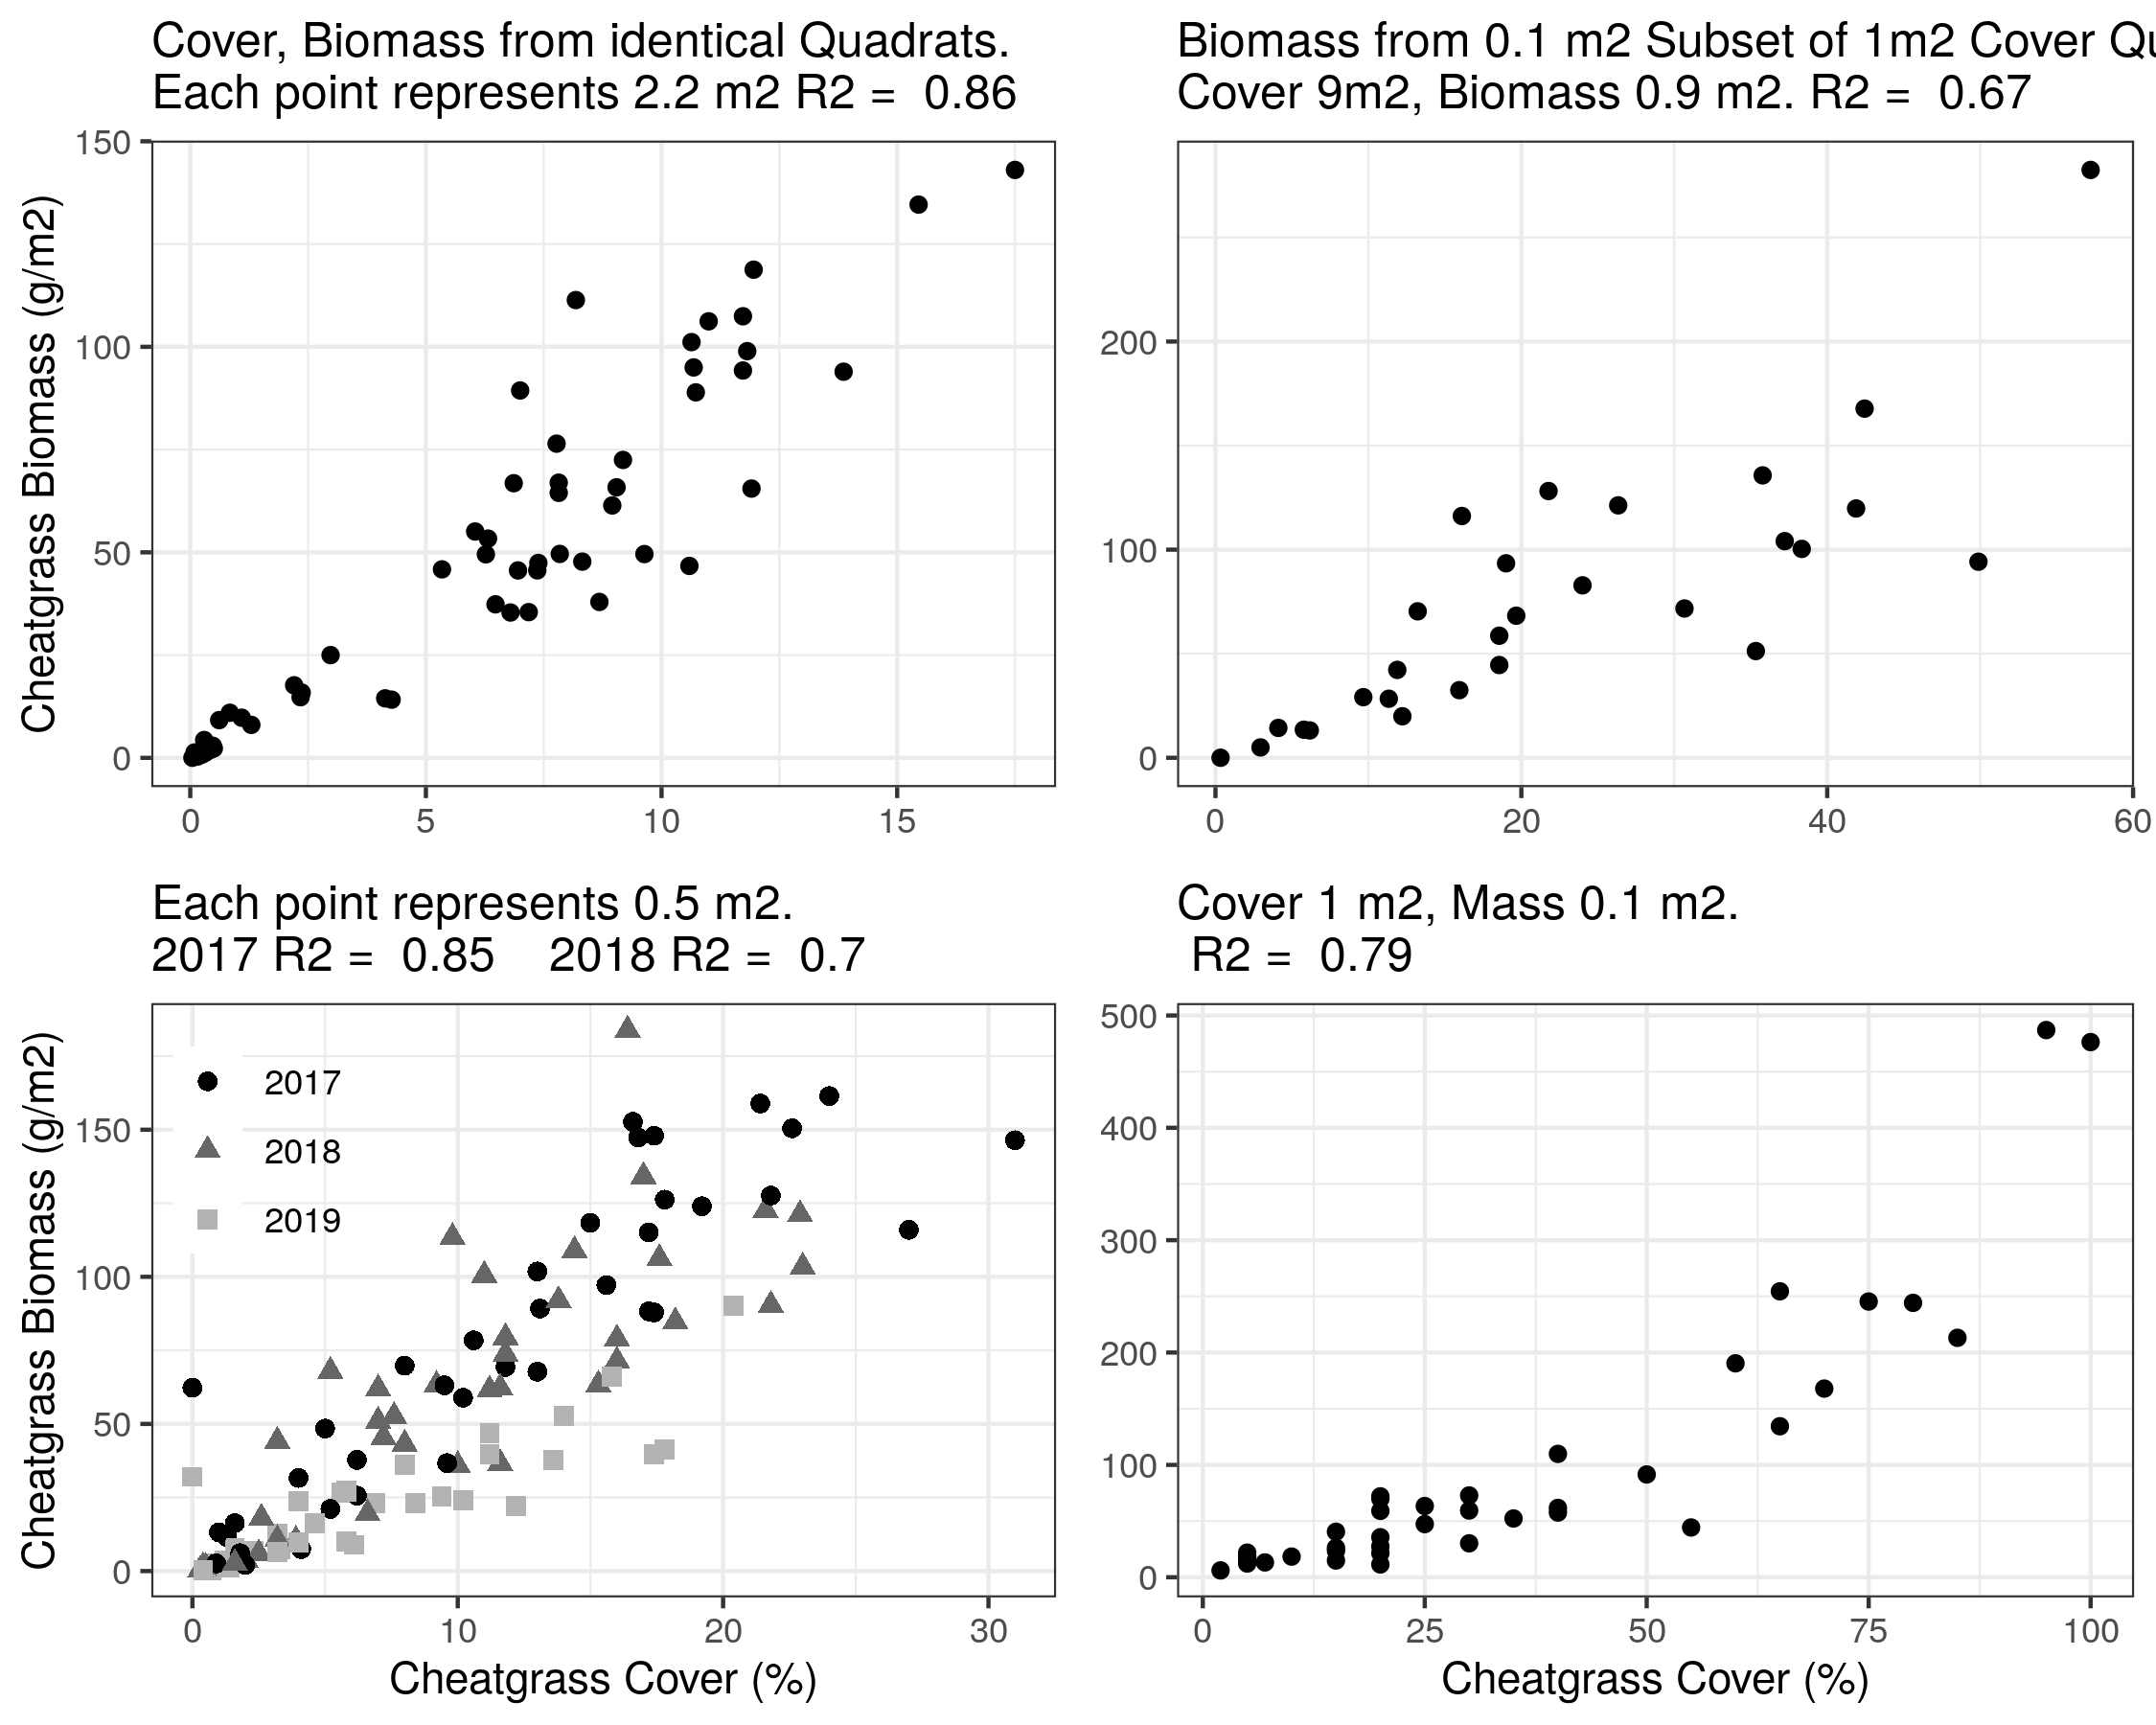 Cover, Biomass from identical Quadrats.
Each point represents 2.2 m2 R2 = 0.86
Cheatgrass Biomass (g/m2)
150
100
50
0
0 5 10 15
Biomass from 0.1 m2 Subset of 1m2 Cover
Cover 9m2, Biomass 0.9 m2. R2 = 0.67
200
100
0
0 20 40 60
Each point represents 0.5 m2.
2017 R2 = 0.85 2018 R2 = 0.7
Cheatgrass Biomass (g/m2)
150
100
50
0
2017
2018
2019
0 10 20 30
Cheatgrass Cover (%)
Cover 1 m2, Mass 0.1 m2.
R2 = 0.79
500
400
300
200
100
0
0 25 50 75 100
Cheatgrass Cover (%)